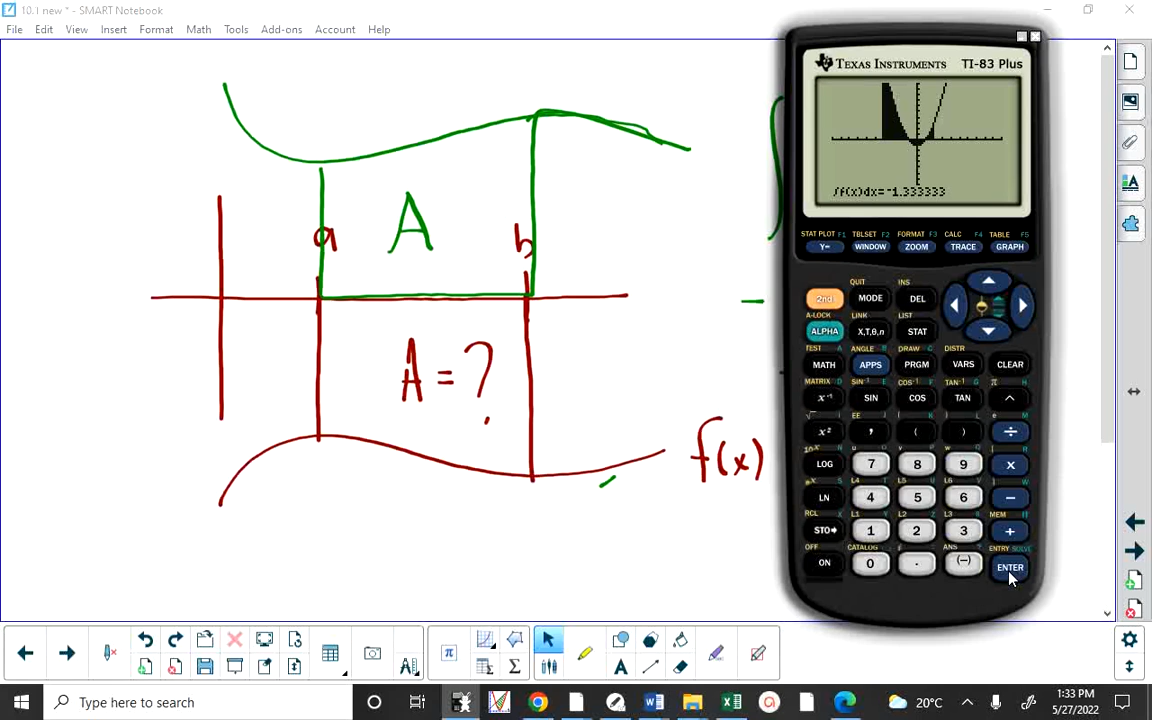 10.1 new * - SMART Notebook
File Edit View Insert Format Math Tools Add-ons Account Help
TEXAS INSTRUMENTS TI-83 Plus
∫f(x)dx=-1.333333
a
A
b
A = ?
f(x)
STAT PLOT F1 TBLSET F2 FORMAT F3 CALC F4 TABLE F5
Y= WINDOW ZOOM TRACE GRAPH
QUIT INS
2nd MODE DEL
A-LOCK LINK LIST
ALPHA X,T,θ,n STAT
TEST A ANGLE B DRAW C DISTR
MATH APPS PRGM VARS CLEAR
MATRIX D SIN⁻¹ E COS⁻¹ F TAN⁻¹ G π H
x⁻¹ SIN COS TAN ^
√ I EE J { K } L e M
x² , ( ) ÷
10ˣ N u O v P w Q [ R
LOG 7 8 9 ×
eˣ S L4 T L5 U L6 V ] W
LN 4 5 6 −
RCL X L1 Y L2 Z L3 θ MEM "
STO▸ 1 2 3 +
OFF CATALOG i ANS ? ENTRY SOLVE
ON 0 . (−) ENTER
Type here to search
20°C
1:33 PM
5/27/2022